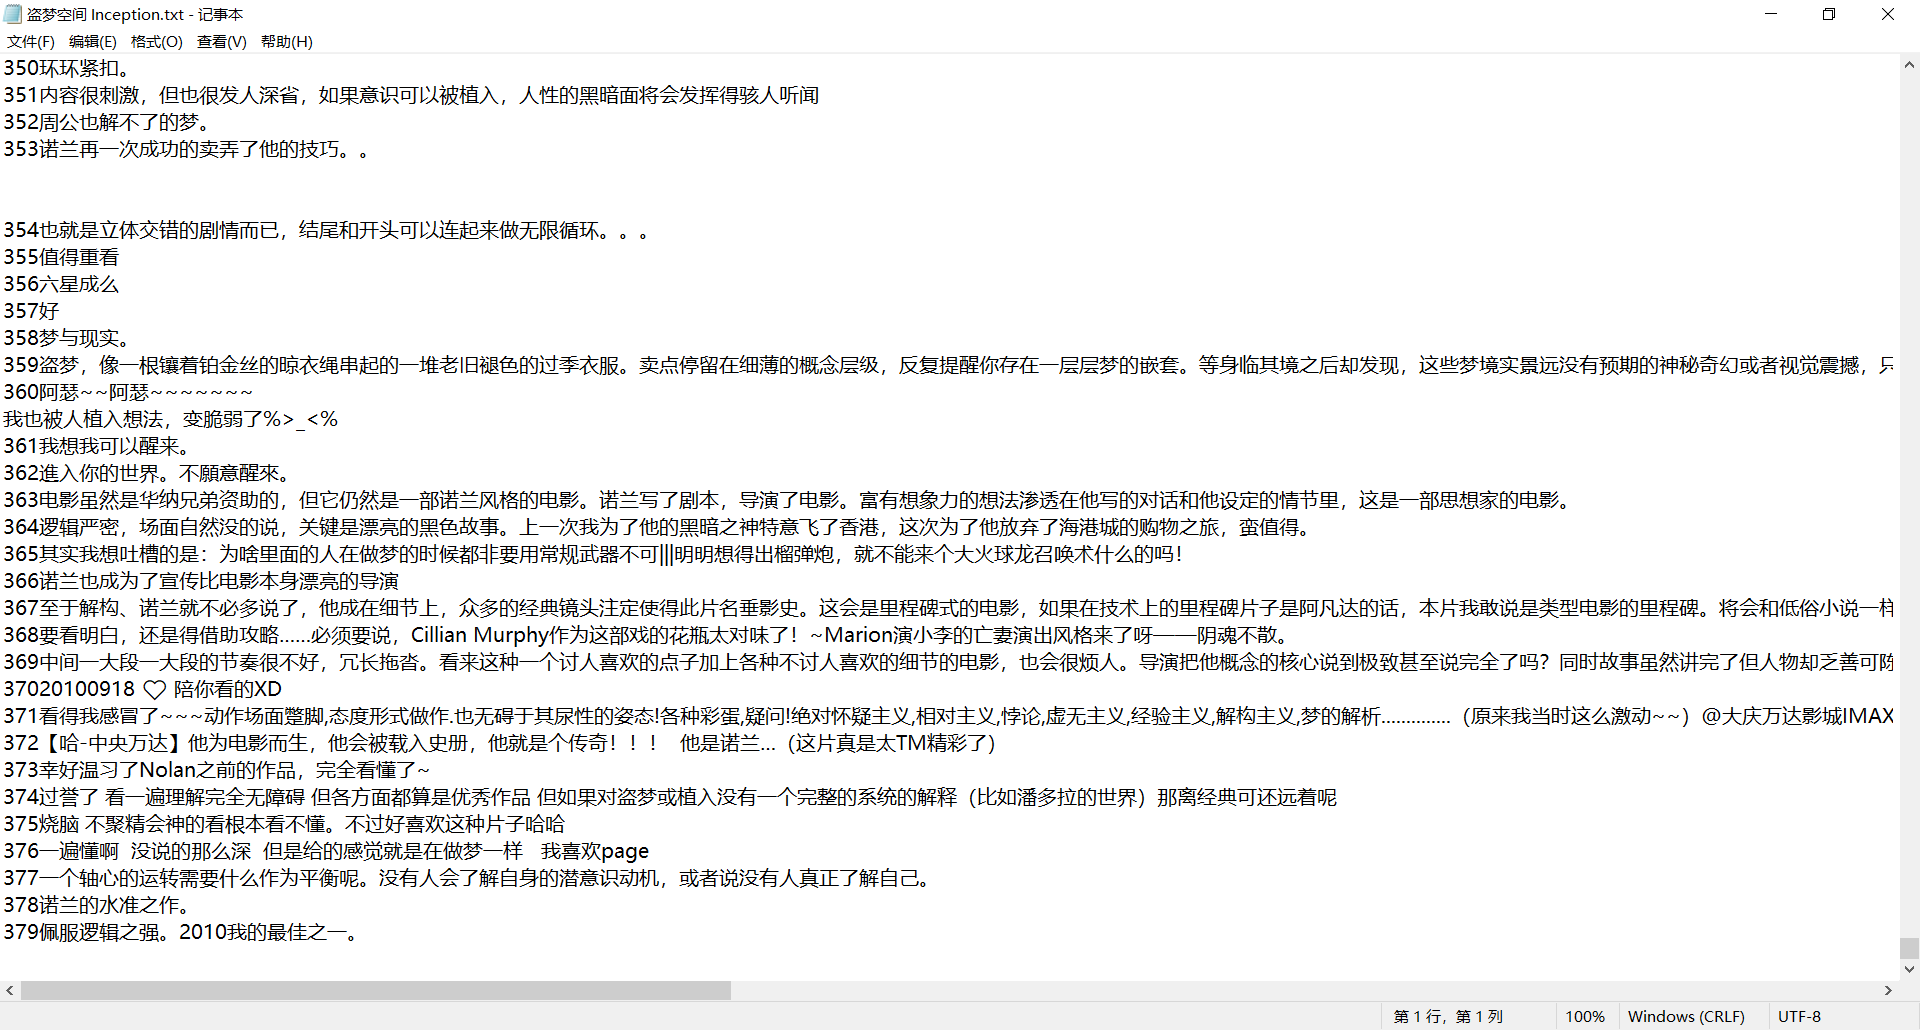 盗梦空间 Inception.txt - 记事本
文件(F) 编辑(E) 格式(O) 查看(V) 帮助(H)
350环环紧扣。
351内容很刺激，但也很发人深省，如果意识可以被植入，人性的黑暗面将会发挥得骇人听闻
352周公也解不了的梦。
353诺兰再一次成功的卖弄了他的技巧。。
354也就是立体交错的剧情而已，结尾和开头可以连起来做无限循环。。。
355值得重看
356六星成么
357好
358梦与现实。
359盗梦，像一根镶着铂金丝的晾衣绳串起的一堆老旧褪色的过季衣服。卖点停留在细薄的概念层级，反复提醒你存在一层层梦的嵌套。等身临其境之后却发现，这些梦境实景远没有预期的神秘奇幻或者视觉震撼，只
360阿瑟~~阿瑟~~~~~~~
我也被人植入想法，变脆弱了%>_<%
361我想我可以醒来。
362進入你的世界。不願意醒來。
363电影虽然是华纳兄弟资助的，但它仍然是一部诺兰风格的电影。诺兰写了剧本，导演了电影。富有想象力的想法渗透在他写的对话和他设定的情节里，这是一部思想家的电影。
364逻辑严密，场面自然没的说，关键是漂亮的黑色故事。上一次我为了他的黑暗之神特意飞了香港，这次为了他放弃了海港城的购物之旅，蛮值得。
365其实我想吐槽的是：为啥里面的人在做梦的时候都非要用常规武器不可|||明明想得出榴弹炮，就不能来个大火球龙召唤术什么的吗！
366诺兰也成为了宣传比电影本身漂亮的导演
367至于解构、诺兰就不必多说了，他成在细节上，众多的经典镜头注定使得此片名垂影史。这会是里程碑式的电影，如果在技术上的里程碑片子是阿凡达的话，本片我敢说是类型电影的里程碑。将会和低俗小说一样
368要看明白，还是得借助攻略……必须要说，Cillian Murphy作为这部戏的花瓶太对味了！~Marion演小李的亡妻演出风格来了呀——阴魂不散。
369中间一大段一大段的节奏很不好，冗长拖沓。看来这种一个讨人喜欢的点子加上各种不讨人喜欢的细节的电影，也会很烦人。导演把他概念的核心说到极致甚至说完全了吗？同时故事虽然讲完了但人物却乏善可陈
37020100918 ♡ 陪你看的XD
371看得我感冒了~~~动作场面蹩脚,态度形式做作.也无碍于其尿性的姿态!各种彩蛋,疑问!绝对怀疑主义,相对主义,悖论,虚无主义,经验主义,解构主义,梦的解析..............（原来我当时这么激动~~）@大庆万达影城IMAX
372【哈-中央万达】他为电影而生，他会被载入史册，他就是个传奇！！！ 他是诺兰...（这片真是太TM精彩了）
373幸好温习了Nolan之前的作品，完全看懂了~
374过誉了 看一遍理解完全无障碍 但各方面都算是优秀作品 但如果对盗梦或植入没有一个完整的系统的解释（比如潘多拉的世界）那离经典可还远着呢
375烧脑 不聚精会神的看根本看不懂。不过好喜欢这种片子哈哈
376一遍懂啊 没说的那么深 但是给的感觉就是在做梦一样 我喜欢page
377一个轴心的运转需要什么作为平衡呢。没有人会了解自身的潜意识动机，或者说没有人真正了解自己。
378诺兰的水准之作。
379佩服逻辑之强。2010我的最佳之一。
第 1 行，第 1 列 100% Windows (CRLF) UTF-8